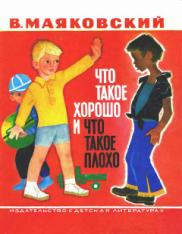 В. МАЯКОВСКИЙ
ЧТО
ТАКОЕ
ХОРОШО
И ЧТО
ТАКОЕ
ПЛОХО
ИЗДАТЕЛЬСТВО «ДЕТСКАЯ ЛИТЕРАТУРА»